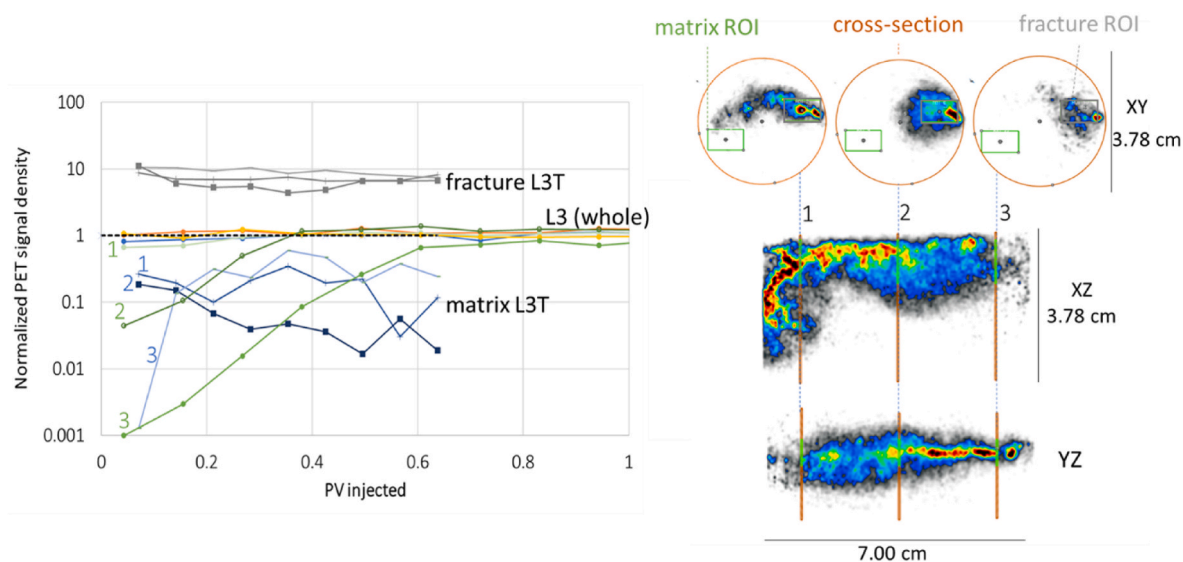 matrix ROI
cross-section
fracture ROI
XY
3.78 cm
100
10
1
0.1
0.01
0.001
Normalized PET signal density
fracture L3T
L3 (whole)
matrix L3T
1
1
2
2
3
3
0
0.2
0.4
0.6
0.8
1
PV injected
1
2
3
XZ
3.78 cm
YZ
7.00 cm